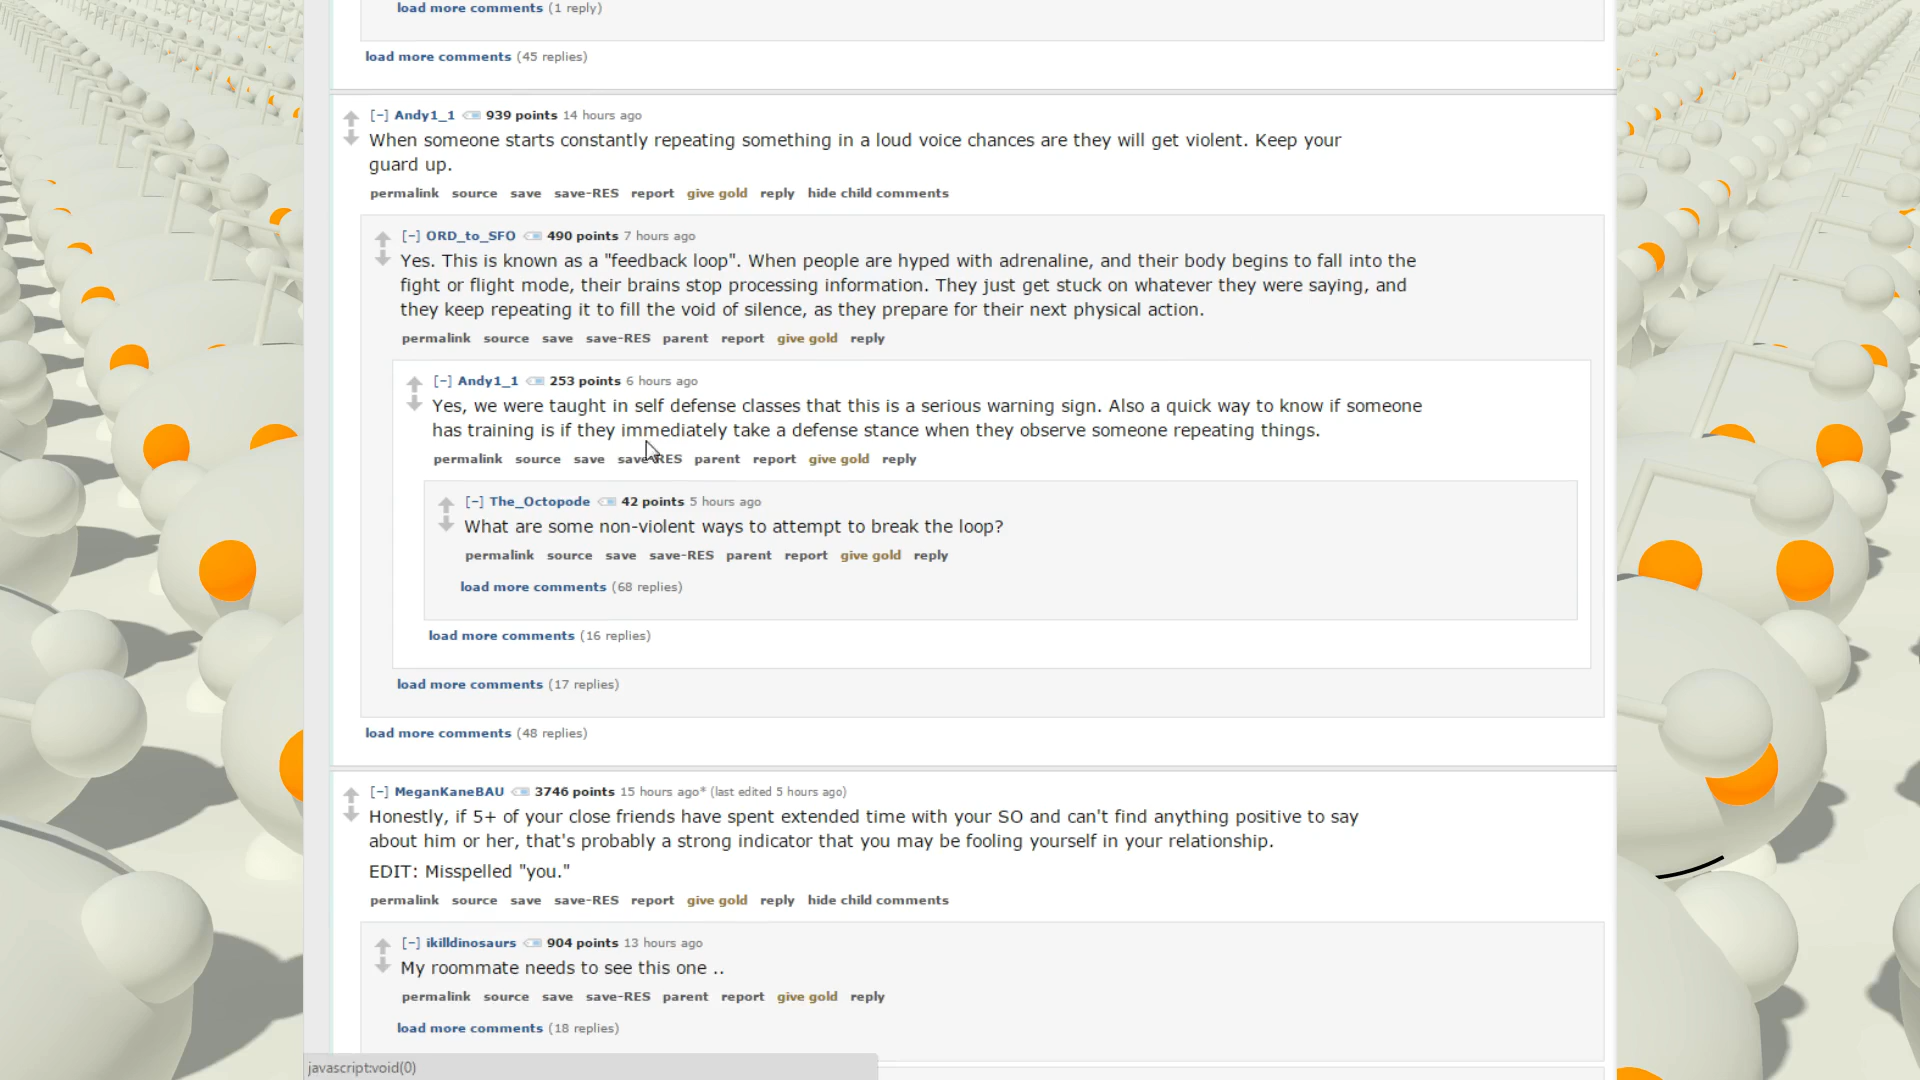 load more comments (1 reply)
load more comments (45 replies)
[−] Andy1_1 939 points 14 hours ago
When someone starts constantly repeating something in a loud voice chances are they will get violent. Keep your
guard up.
permalink source save save-RES report give gold reply hide child comments
[−] ORD_to_SFO 490 points 7 hours ago
Yes. This is known as a "feedback loop". When people are hyped with adrenaline, and their body begins to fall into the
fight or flight mode, their brains stop processing information. They just get stuck on whatever they were saying, and
they keep repeating it to fill the void of silence, as they prepare for their next physical action.
permalink source save save-RES parent report give gold reply
[−] Andy1_1 253 points 6 hours ago
Yes, we were taught in self defense classes that this is a serious warning sign. Also a quick way to know if someone
has training is if they immediately take a defense stance when they observe someone repeating things.
permalink source save save-RES parent report give gold reply
[−] The_Octopode 42 points 5 hours ago
What are some non-violent ways to attempt to break the loop?
permalink source save save-RES parent report give gold reply
load more comments (68 replies)
load more comments (16 replies)
load more comments (17 replies)
load more comments (48 replies)
[−] MeganKaneBAU 3746 points 15 hours ago* (last edited 5 hours ago)
Honestly, if 5+ of your close friends have spent extended time with your SO and can't find anything positive to say
about him or her, that's probably a strong indicator that you may be fooling yourself in your relationship.
EDIT: Misspelled "you."
permalink source save save-RES report give gold reply hide child comments
[−] ikilldinosaurs 904 points 13 hours ago
My roommate needs to see this one ..
permalink source save save-RES parent report give gold reply
load more comments (18 replies)
javascript:void(0)